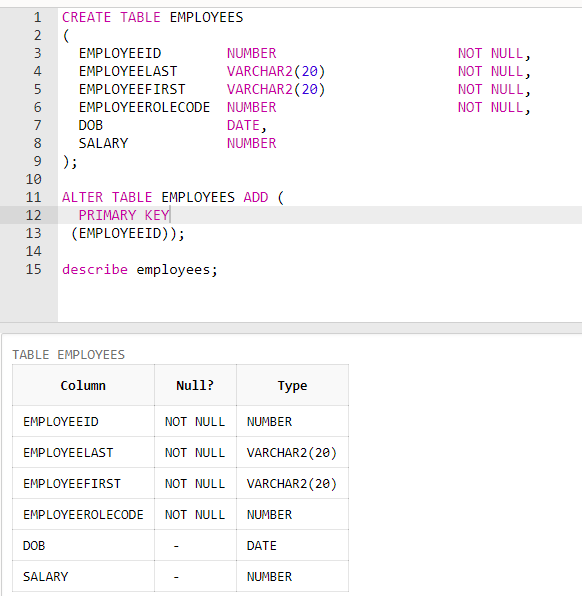 1 CREATE TABLE EMPLOYEES
2 (
3 EMPLOYEEID NUMBER NOT NULL,
4 EMPLOYEELAST VARCHAR2(20) NOT NULL,
5 EMPLOYEEFIRST VARCHAR2(20) NOT NULL,
6 EMPLOYEEROLECODE NUMBER NOT NULL,
7 DOB DATE,
8 SALARY NUMBER
9 );
10
11 ALTER TABLE EMPLOYEES ADD (
12 PRIMARY KEY
13 (EMPLOYEEID));
14
15 describe employees;
TABLE EMPLOYEES
Column Null? Type
EMPLOYEEID NOT NULL NUMBER
EMPLOYEELAST NOT NULL VARCHAR2(20)
EMPLOYEEFIRST NOT NULL VARCHAR2(20)
EMPLOYEEROLECODE NOT NULL NUMBER
DOB - DATE
SALARY - NUMBER